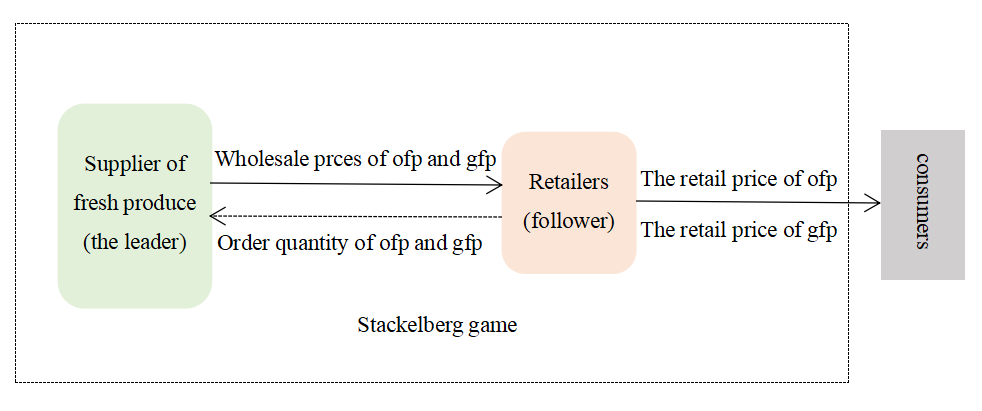 Supplier of
fresh produce
(the leader)
Wholesale prces of ofp and gfp
Order quantity of ofp and gfp
Retailers
(follower)
The retail price of ofp
The retail price of gfp
consumers
Stackelberg game